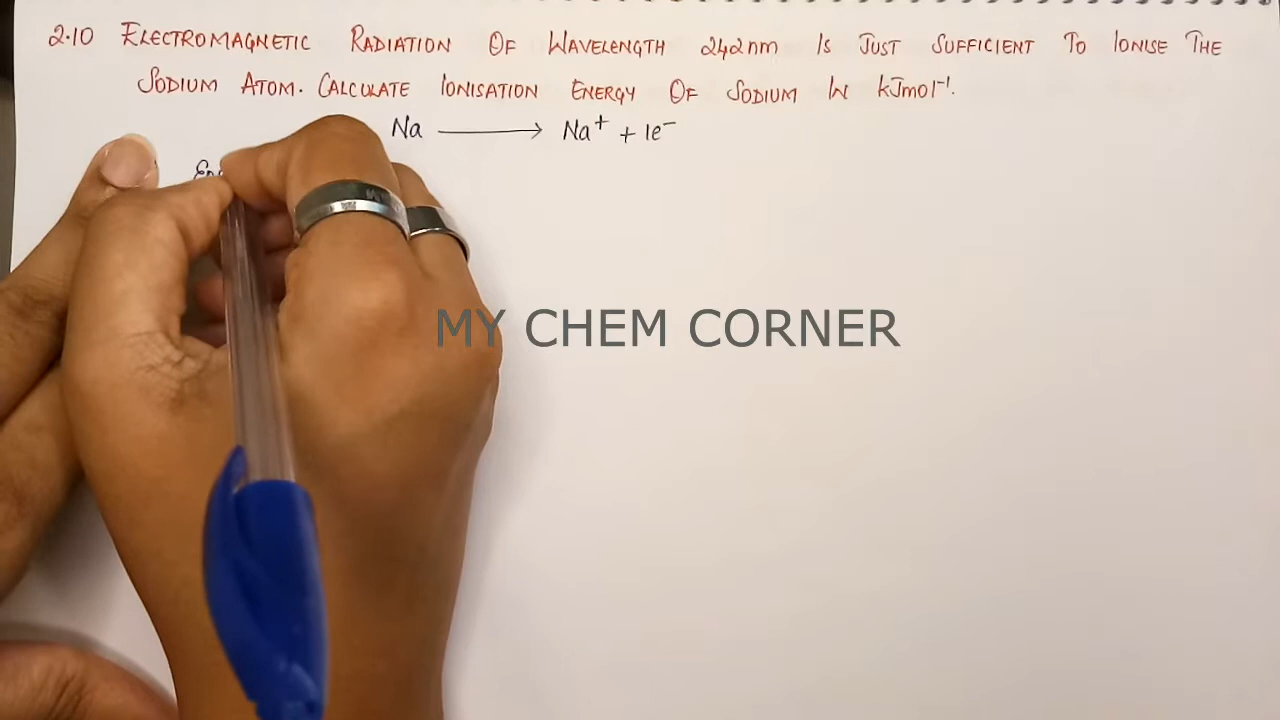 2.10 ELECTROMAGNETIC RADIATION OF WAVELENGTH 242nm IS JUST SUFFICIENT TO IONISE THE
SODIUM ATOM. CALCULATE IONISATION ENERGY OF SODIUM IN kJmol⁻¹.
Na ⟶ Na⁺ + 1e⁻
MY CHEM CORNER